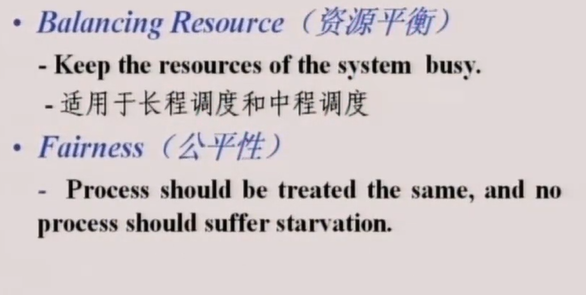 • Balancing Resource（资源平衡）
- Keep the resources of the system busy.
- 适用于长程调度和中程调度
• Fairness（公平性）
- Process should be treated the same, and no
process should suffer starvation.